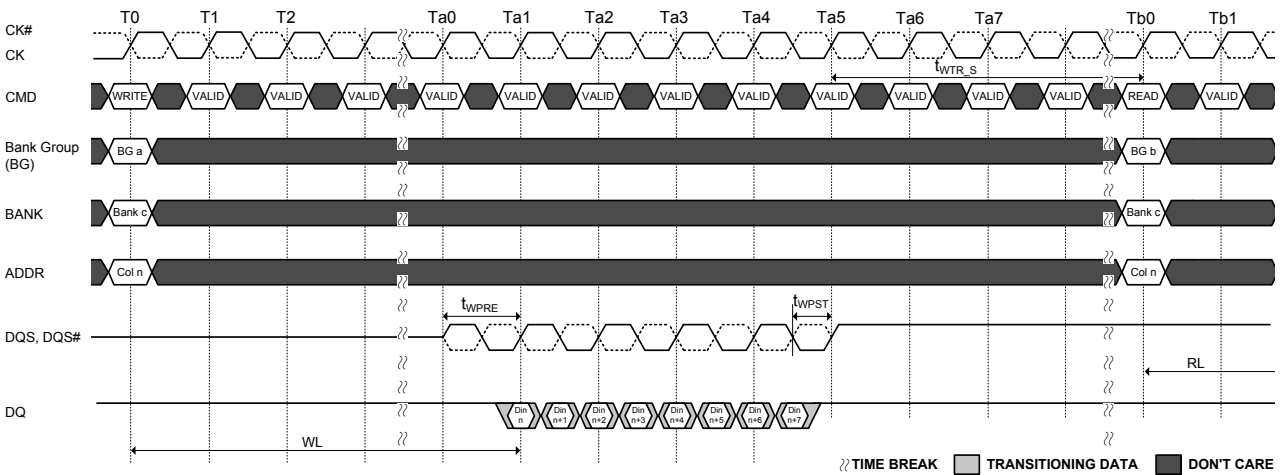 T0 T1 T2 Ta0 Ta1 Ta2 Ta3 Ta4 Ta5 Ta6 Ta7 Tb0 Tb1
CK#
CK
tWTR_S
CMD WRITE VALID VALID VALID VALID VALID VALID VALID VALID VALID VALID VALID VALID READ VALID
Bank Group
(BG)
BG a BG b
BANK Bank c Bank c
ADDR Col n Col n
tWPRE tWPST
DQS, DQS#
RL
DQ
Din n Din n+1 Din n+2 Din n+3 Din n+4 Din n+5 Din n+6 Din n+7
WL
TIME BREAK TRANSITIONING DATA DON'T CARE